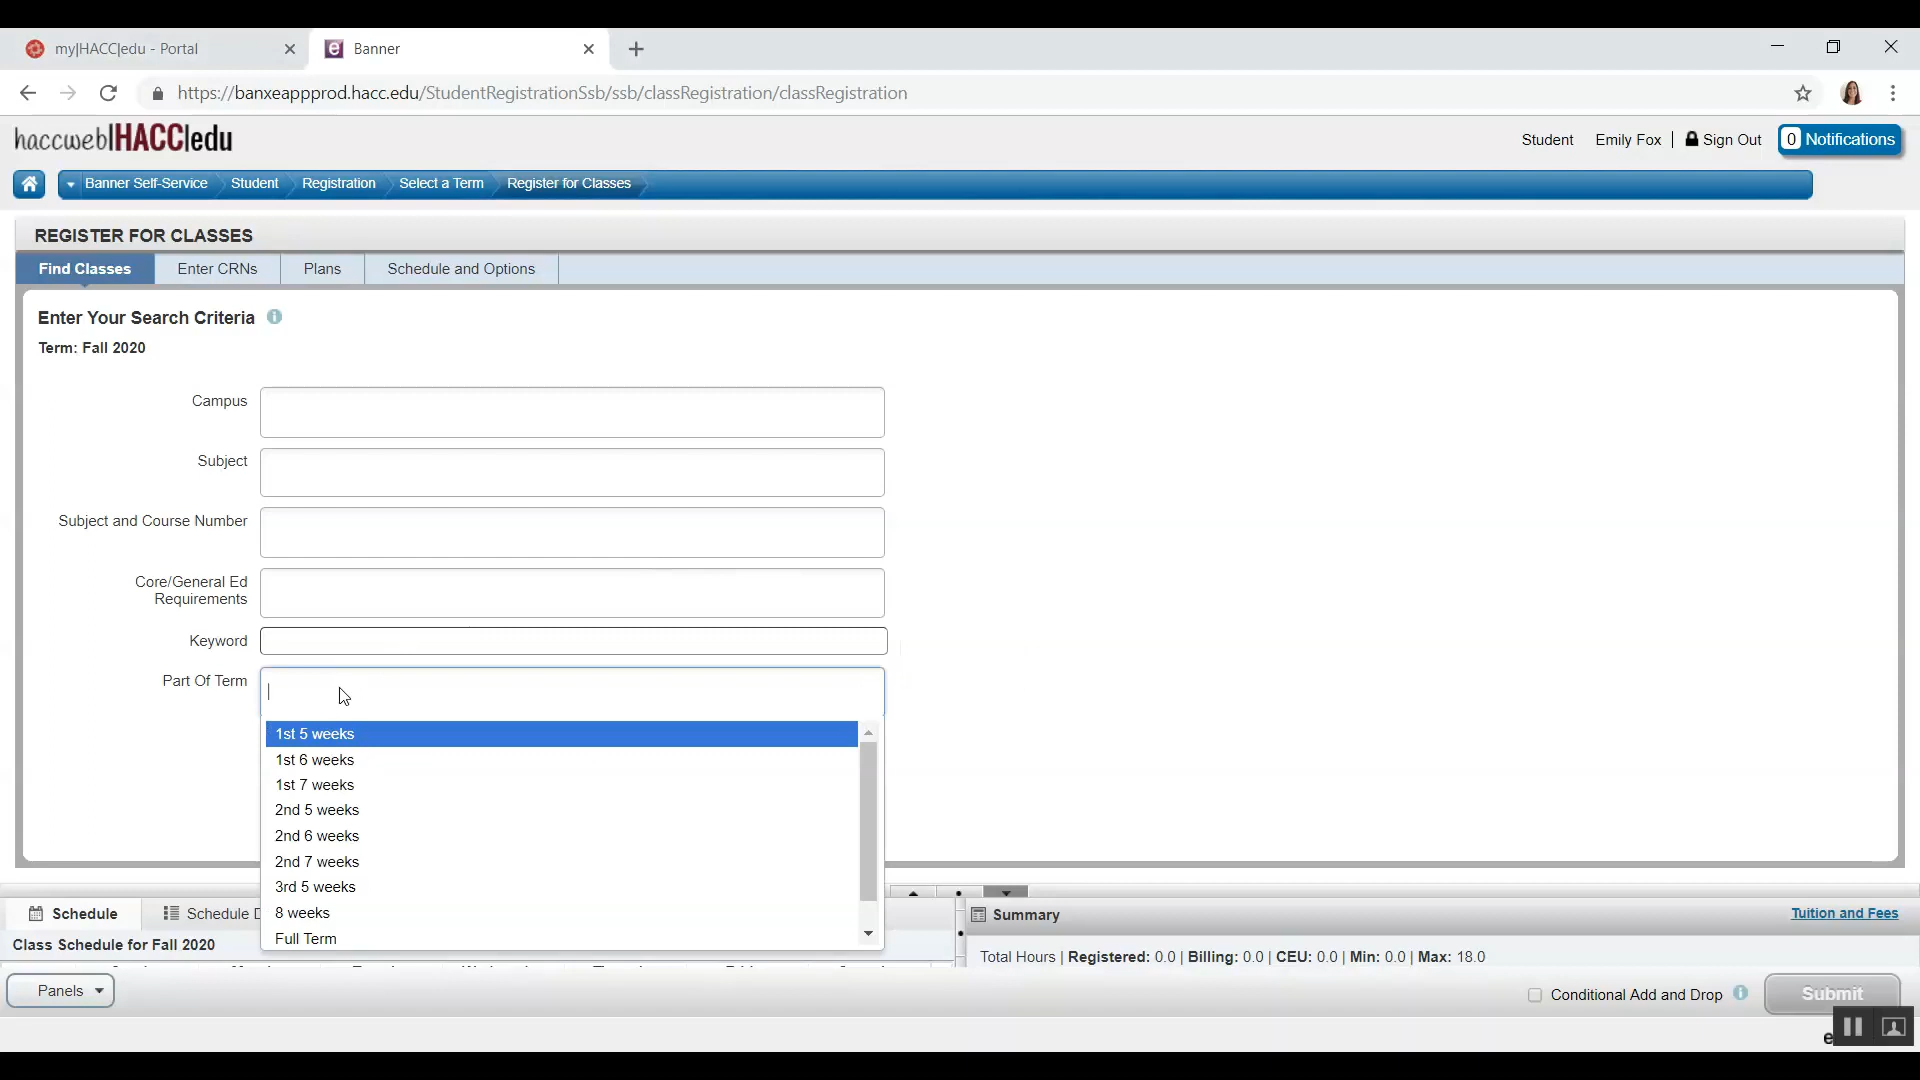 my|HACC|edu - Portal
Banner
https://banxeappprod.hacc.edu/StudentRegistrationSsb/ssb/classRegistration/classRegistration
haccweb|HACC|edu
Student Emily Fox | Sign Out 0 Notifications
Banner Self-Service Student Registration Select a Term Register for Classes
REGISTER FOR CLASSES
Find Classes Enter CRNs Plans Schedule and Options
Enter Your Search Criteria
Term: Fall 2020
Campus
Subject
Subject and Course Number
Core/General Ed
Requirements
Keyword
Part Of Term
1st 5 weeks
1st 6 weeks
1st 7 weeks
2nd 5 weeks
2nd 6 weeks
2nd 7 weeks
3rd 5 weeks
8 weeks
Full Term
Schedule Schedule D
Summary Tuition and Fees
Class Schedule for Fall 2020
Total Hours | Registered: 0.0 | Billing: 0.0 | CEU: 0.0 | Min: 0.0 | Max: 18.0
Panels
Conditional Add and Drop Submit